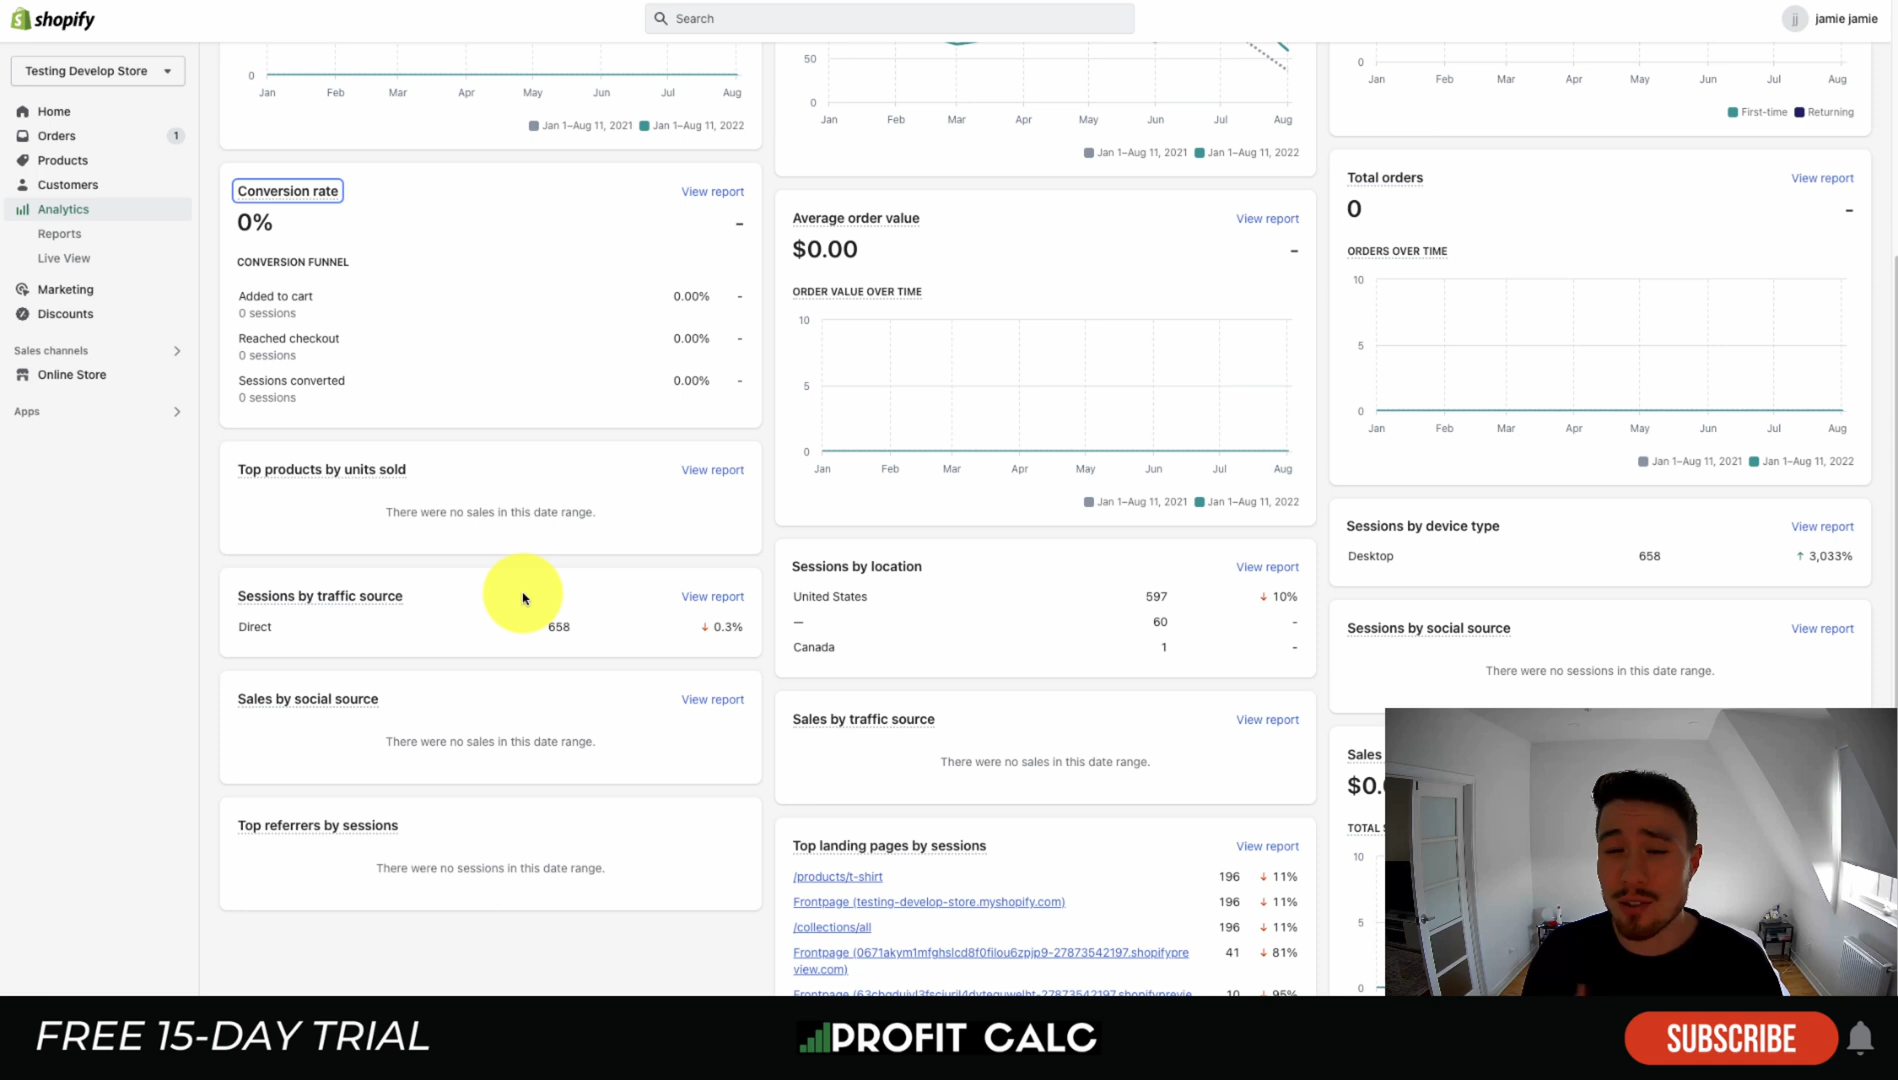 shopify
Search
jj jamie jamie
Testing Develop Store
Home
Orders 1
Products
Customers
Analytics
Reports
Live View
Marketing
Discounts
Sales channels
Online Store
Apps
0
Jan Feb Mar Apr May Jun Jul Aug
Jan 1–Aug 11, 2021 Jan 1–Aug 11, 2022
Conversion rate View report
0% -
CONVERSION FUNNEL
Added to cart 0.00% -
0 sessions
Reached checkout 0.00% -
0 sessions
Sessions converted 0.00% -
0 sessions
Top products by units sold View report
There were no sales in this date range.
Sessions by traffic source View report
Direct 658 ↓ 0.3%
Sales by social source View report
There were no sales in this date range.
Top referrers by sessions
There were no sessions in this date range.
50
0
Jan Feb Mar Apr May Jun Jul Aug
Jan 1–Aug 11, 2021 Jan 1–Aug 11, 2022
Average order value View report
$0.00 -
ORDER VALUE OVER TIME
10
5
0
Jan Feb Mar Apr May Jun Jul Aug
Jan 1–Aug 11, 2021 Jan 1–Aug 11, 2022
Sessions by location View report
United States 597 ↓ 10%
— 60 -
Canada 1 -
Sales by traffic source View report
There were no sales in this date range.
Top landing pages by sessions View report
/products/t-shirt 196 ↓ 11%
Frontpage (testing-develop-store.myshopify.com) 196 ↓ 11%
/collections/all 196 ↓ 11%
Frontpage (0671akym1mfghslcd8f0filou6zpjp9-27873542197.shopifypre 41 ↓ 81%
view.com)
Frontpage 10 ↓ 95%
0
Jan Feb Mar Apr May Jun Jul Aug
First-time Returning
Total orders View report
0 -
ORDERS OVER TIME
10
5
0
Jan Feb Mar Apr May Jun Jul Aug
Jan 1–Aug 11, 2021 Jan 1–Aug 11, 2022
Sessions by device type View report
Desktop 658 ↑ 3,033%
Sessions by social source View report
There were no sessions in this date range.
Sales
$0.
TOTAL
10
5
0
FREE 15-DAY TRIAL
PROFIT CALC
SUBSCRIBE